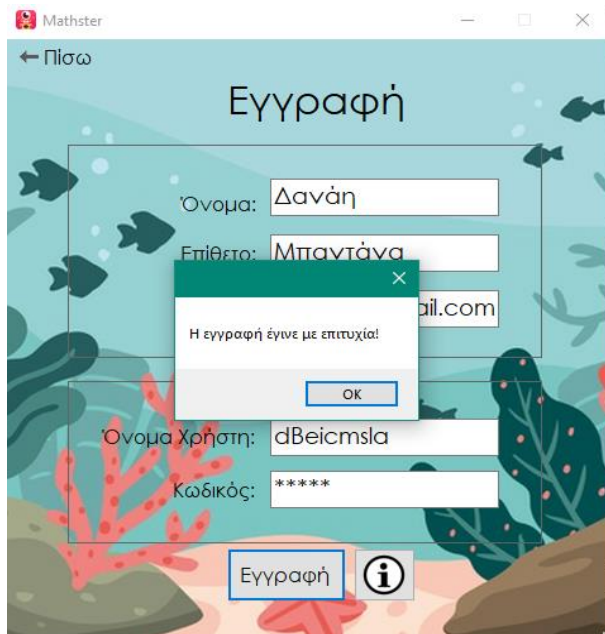 Mathster
Πίσω
Εγγραφή
Όνομα: Δανάη
Επίθετο: Μπαντάνα
ail.com
Η εγγραφή έγινε με επιτυχία!
OK
Όνομα Χρήστη: dBeicmsla
Κωδικός: *****
Εγγραφή